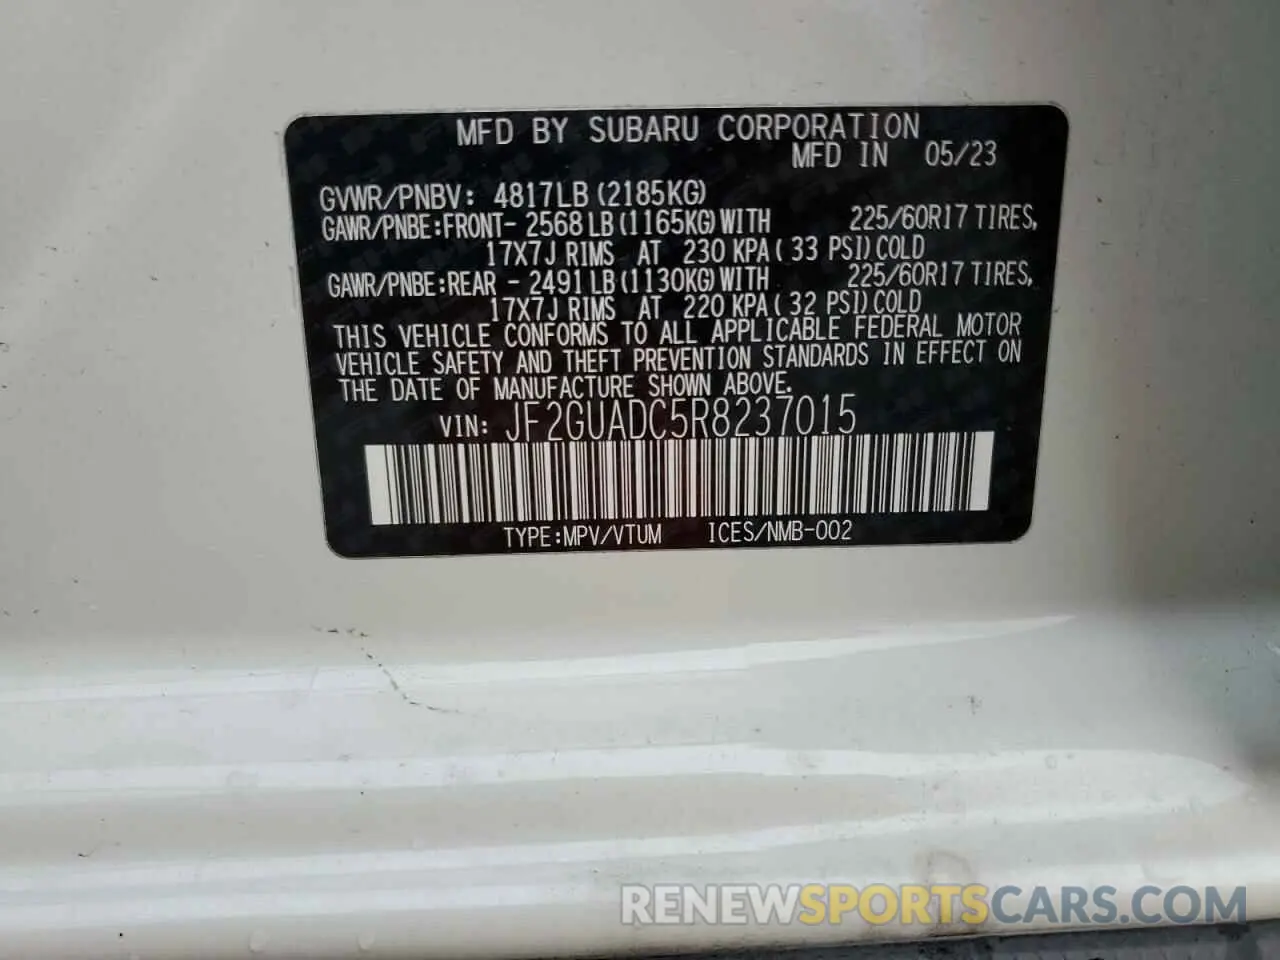 MFD BY SUBARU CORPORATION
MFD IN 05/23
GVWR/PNBV: 4817LB (2185KG)
GAWR/PNBE:FRONT- 2568 LB (1165KG) WITH 225/60R17 TIRES,
17X7J RIMS AT 230 KPA ( 33 PSI) COLD
GAWR/PNBE:REAR - 2491 LB (1130KG) WITH 225/60R17 TIRES,
17X7J RIMS AT 220 KPA ( 32 PSI) COLD
THIS VEHICLE CONFORMS TO ALL APPLICABLE FEDERAL MOTOR
VEHICLE SAFETY AND THEFT PREVENTION STANDARDS IN EFFECT ON
THE DATE OF MANUFACTURE SHOWN ABOVE.
VIN: JF2GUADC5R8237015
TYPE:MPV/VTUM ICES/NMB-002
RENEWSPORTSCARS.COM